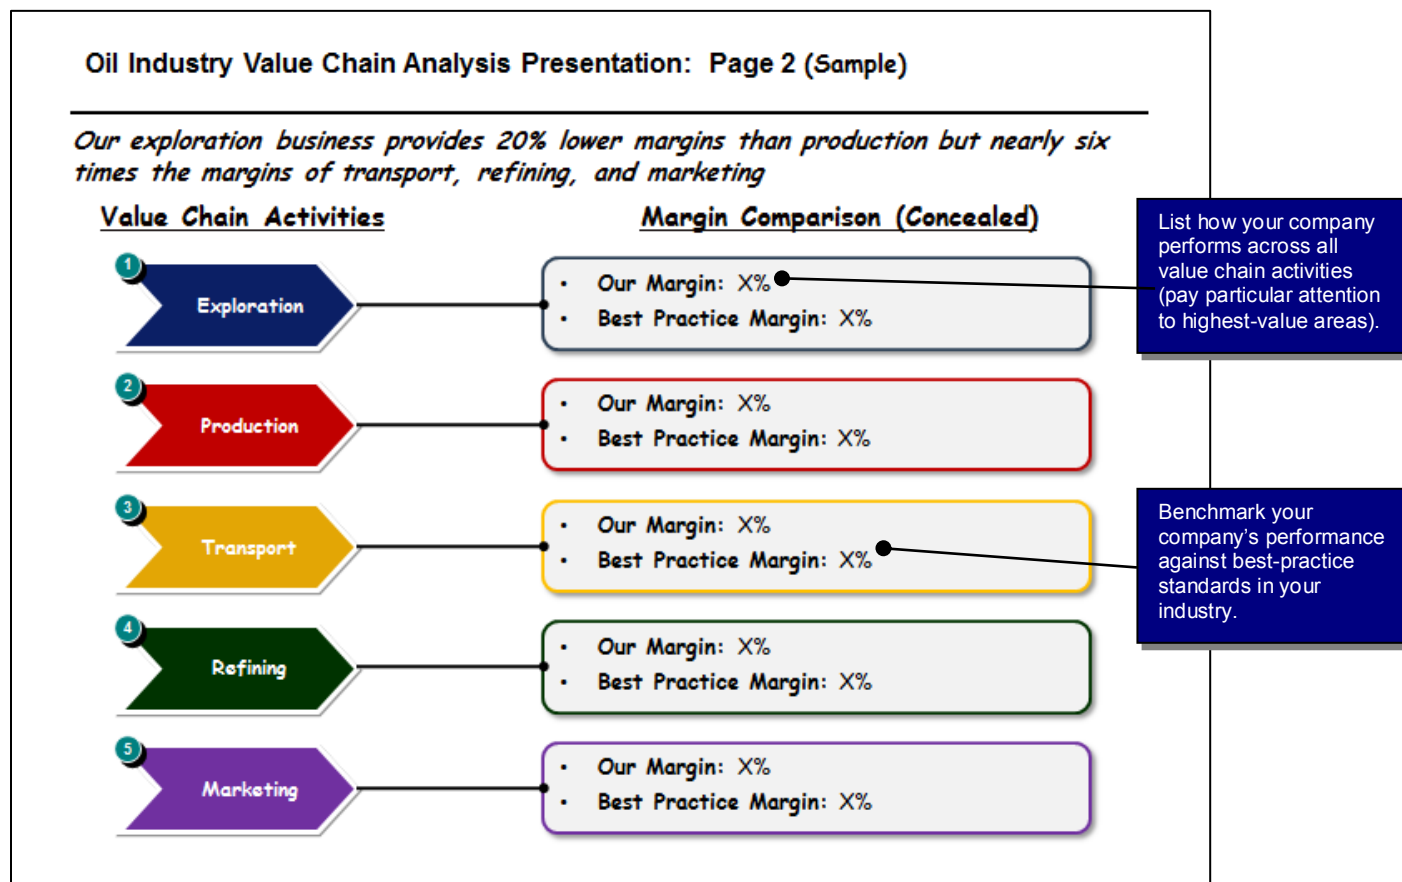 Oil Industry Value Chain Analysis Presentation: Page 2 (Sample)
Our exploration business provides 20% lower margins than production but nearly six
times the margins of transport, refining, and marketing
Value Chain Activities
Margin Comparison (Concealed)
1
Exploration
• Our Margin: X%
• Best Practice Margin: X%
List how your company
performs across all
value chain activities
(pay particular attention
to highest-value areas).
2
Production
• Our Margin: X%
• Best Practice Margin: X%
3
Transport
• Our Margin: X%
• Best Practice Margin: X%
Benchmark your
company’s performance
against best-practice
standards in your
industry.
4
Refining
• Our Margin: X%
• Best Practice Margin: X%
5
Marketing
• Our Margin: X%
• Best Practice Margin: X%